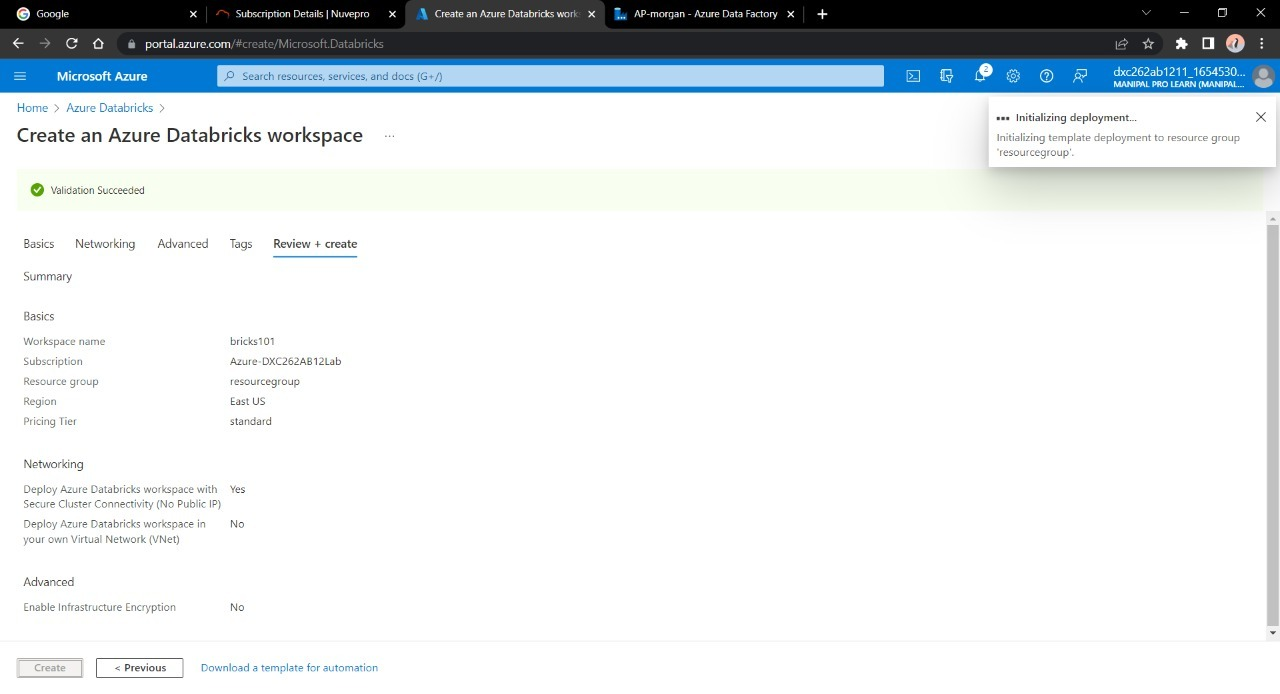 Google
Subscription Details | Nuvepro
Create an Azure Databricks work
AP-morgan - Azure Data Factory
portal.azure.com/#create/Microsoft.Databricks
Microsoft Azure
Search resources, services, and docs (G+/)
2
dxc262ab1211_1654530...
MANIPAL PRO LEARN (MANIPAL...
Home > Azure Databricks >
Create an Azure Databricks workspace ...
Initializing deployment...
Initializing template deployment to resource group
'resourcegroup'.
Validation Succeeded
Basics Networking Advanced Tags Review + create
Summary
Basics
Workspace name bricks101
Subscription Azure-DXC262AB12Lab
Resource group resourcegroup
Region East US
Pricing Tier standard
Networking
Deploy Azure Databricks workspace with Yes
Secure Cluster Connectivity (No Public IP)
Deploy Azure Databricks workspace in No
your own Virtual Network (VNet)
Advanced
Enable Infrastructure Encryption No
Create < Previous Download a template for automation